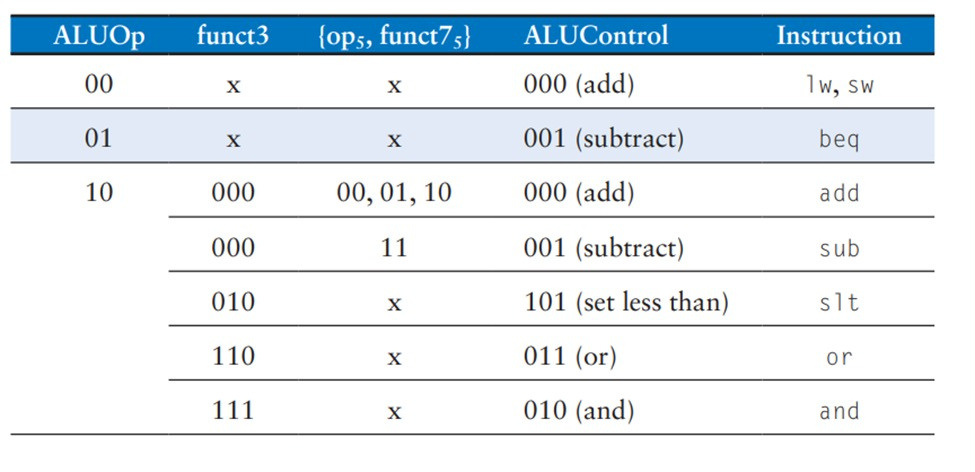 ALUOp funct3 {op5, funct75} ALUControl Instruction
00 x x 000 (add) lw, sw
01 x x 001 (subtract) beq
10 000 00, 01, 10 000 (add) add
000 11 001 (subtract) sub
010 x 101 (set less than) slt
110 x 011 (or) or
111 x 010 (and) and